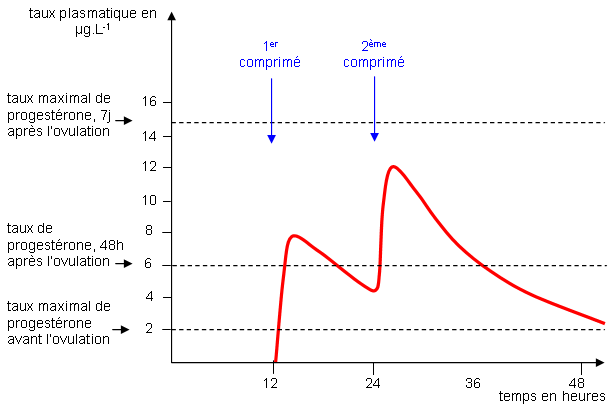 taux plasmatique en
µg.L⁻¹
1er
comprimé
2ème
comprimé
taux maximal de
progestérone, 7j
après l'ovulation
taux de
progestérone, 48h
après l'ovulation
taux maximal de
progestérone
avant l'ovulation
16
14
12
10
8
6
4
2
12
24
36
48
temps en heures